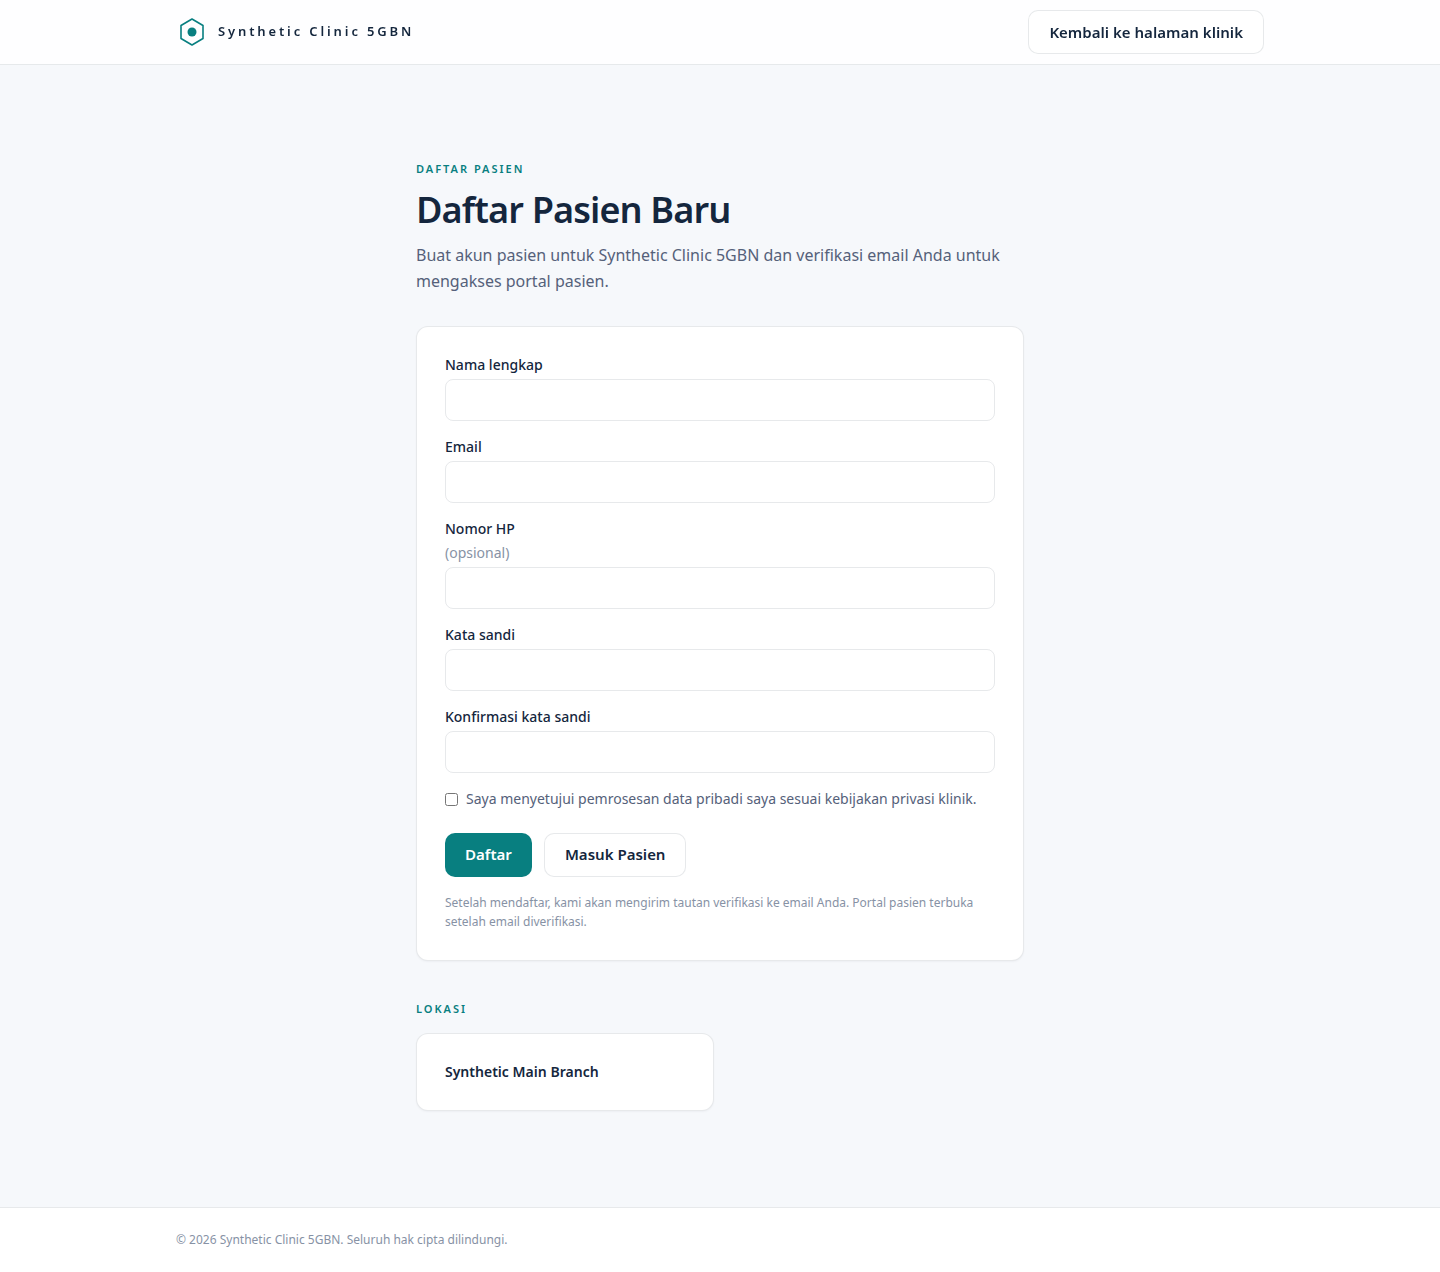 Synthetic Clinic 5GBN
Kembali ke halaman klinik
DAFTAR PASIEN
Daftar Pasien Baru
Buat akun pasien untuk Synthetic Clinic 5GBN dan verifikasi email Anda untuk
mengakses portal pasien.
Nama lengkap
Email
Nomor HP
(opsional)
Kata sandi
Konfirmasi kata sandi
Saya menyetujui pemrosesan data pribadi saya sesuai kebijakan privasi klinik.
Daftar
Masuk Pasien
Setelah mendaftar, kami akan mengirim tautan verifikasi ke email Anda. Portal pasien terbuka
setelah email diverifikasi.
LOKASI
Synthetic Main Branch
© 2026 Synthetic Clinic 5GBN. Seluruh hak cipta dilindungi.